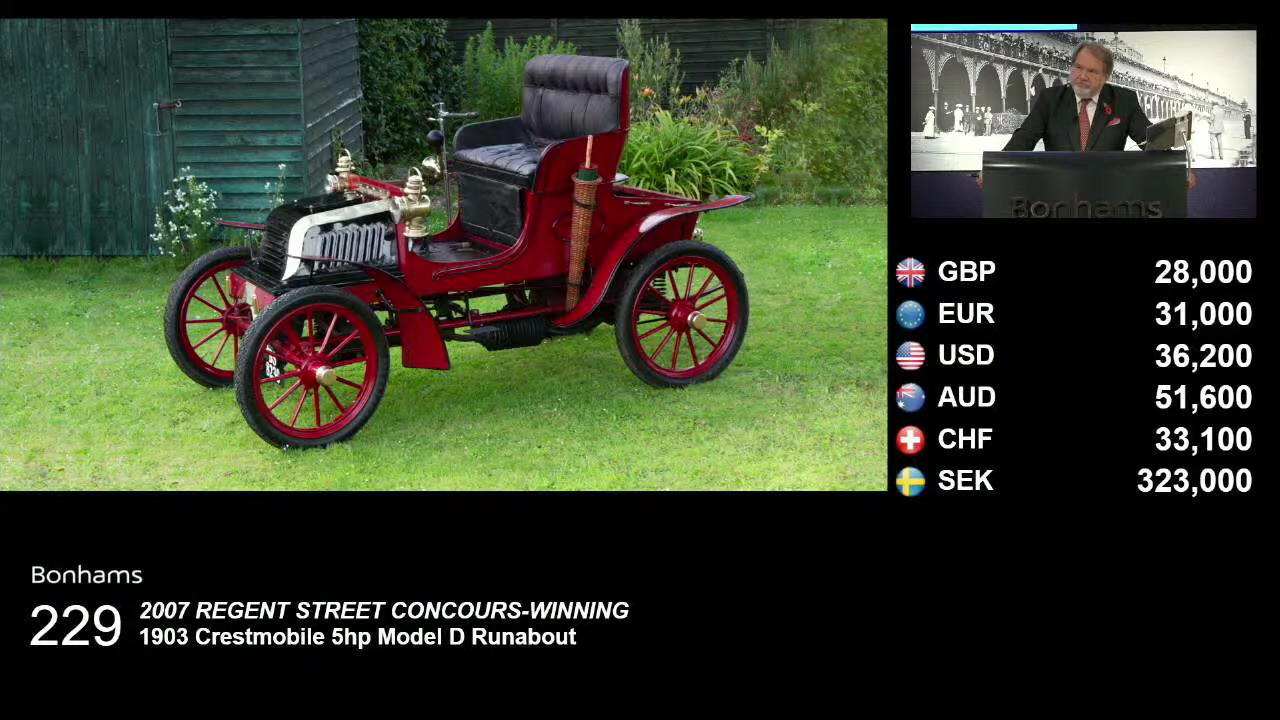 Bonhams
GBP 28,000
EUR 31,000
USD 36,200
AUD 51,600
CHF 33,100
SEK 323,000
Bonhams
229
2007 REGENT STREET CONCOURS-WINNING
1903 Crestmobile 5hp Model D Runabout